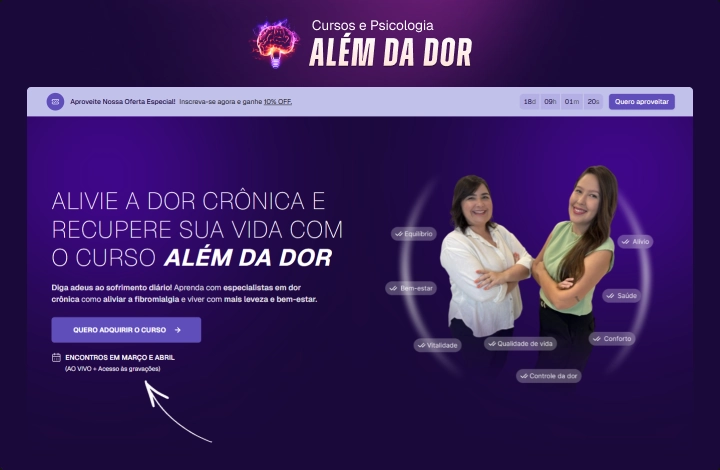 Cursos e Psicologia
ALÉM DA DOR
Aproveite Nossa Oferta Especial! Inscreva-se agora e ganhe 10% OFF.
18d 09h 01m 20s
Quero aproveitar
ALIVIE A DOR CRÔNICA E
RECUPERE SUA VIDA COM
O CURSO ALÉM DA DOR
Diga adeus ao sofrimento diário! Aprenda com especialistas em dor
crônica como aliviar a fibromialgia e viver com mais leveza e bem-estar.
QUERO ADQUIRIR O CURSO
ENCONTROS EM MARÇO E ABRIL
(AO VIVO + Acesso às gravações)
Equilíbrio
Alívio
Bem-estar
Saúde
Vitalidade
Qualidade de vida
Conforto
Controle da dor